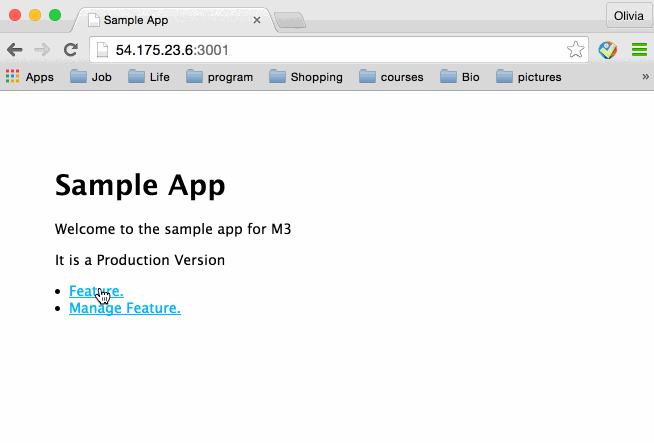 Sample App
Olivia
54.175.23.6:3001
Apps Job Life program Shopping courses Bio pictures »
Sample App
Welcome to the sample app for M3
It is a Production Version
Feature.
Manage Feature.